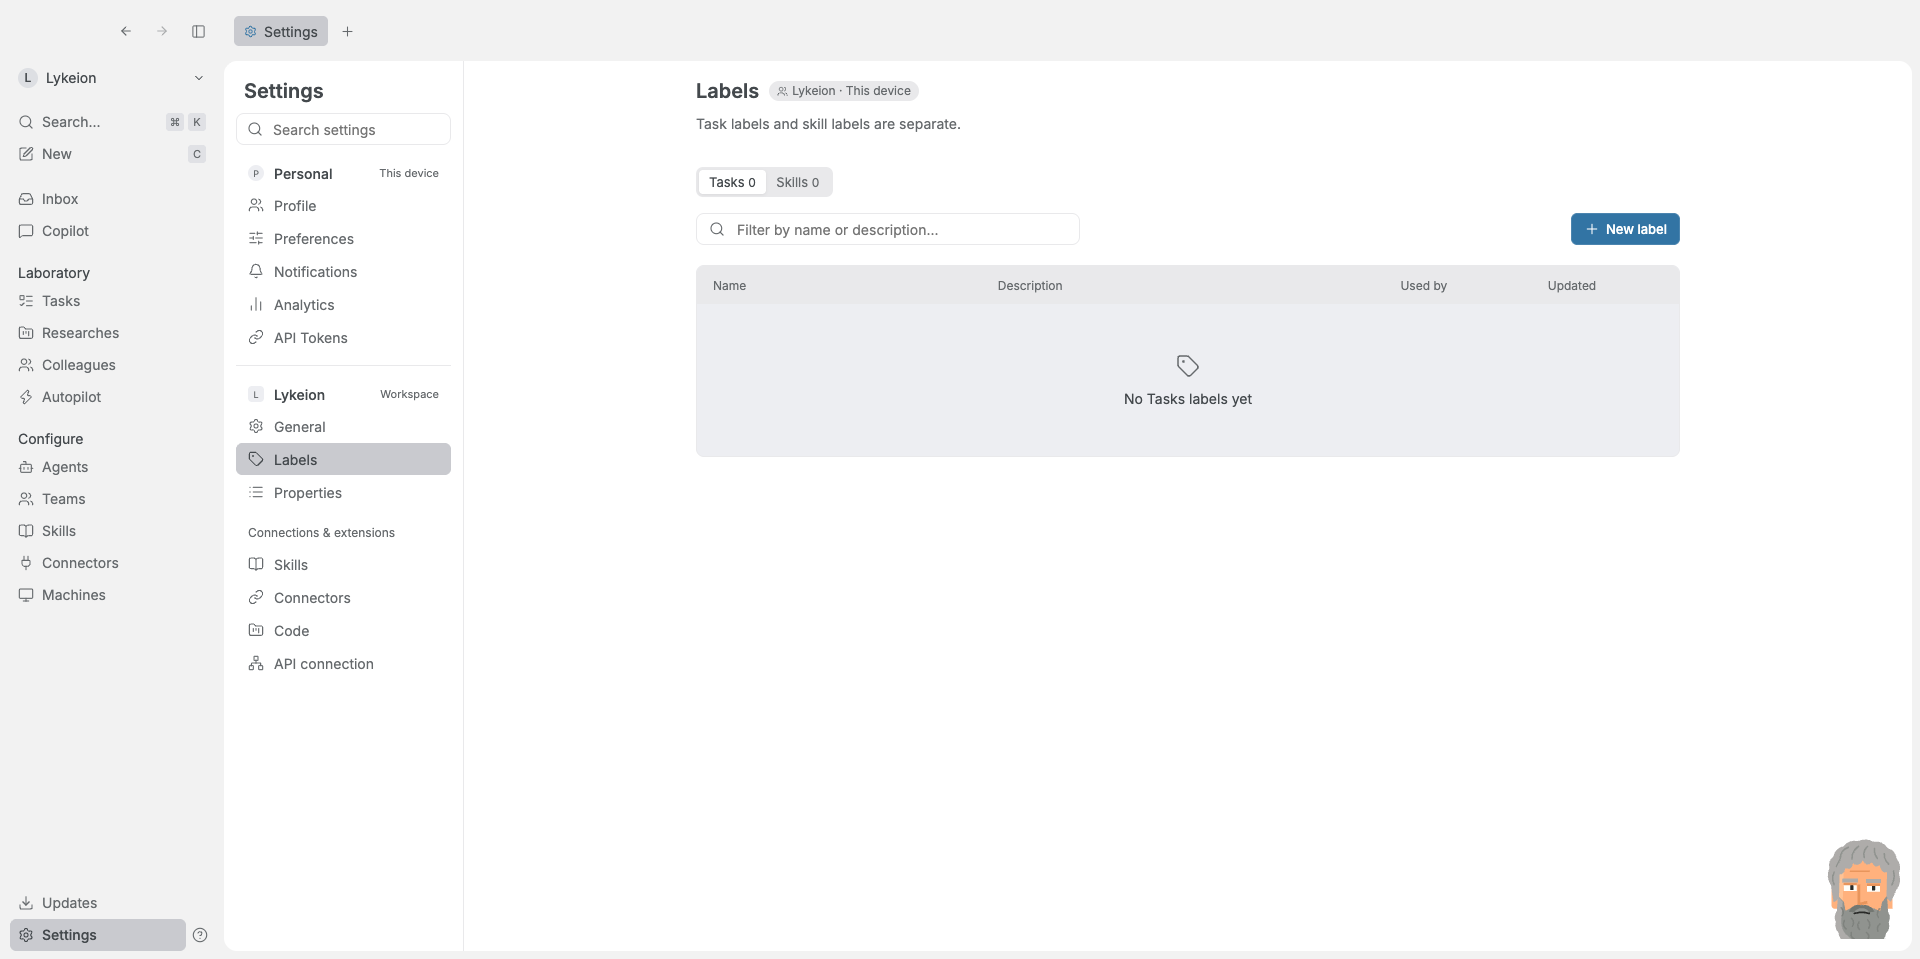 Settings
L Lykeion
Search... ⌘ K
New C
Inbox
Copilot
Laboratory
Tasks
Researches
Colleagues
Autopilot
Configure
Agents
Teams
Skills
Connectors
Machines
Updates
Settings
Settings
Search settings
P Personal This device
Profile
Preferences
Notifications
Analytics
API Tokens
L Lykeion Workspace
General
Labels
Properties
Connections & extensions
Skills
Connectors
Code
API connection
Labels Lykeion · This device
Task labels and skill labels are separate.
Tasks 0 Skills 0
Filter by name or description...
New label
Name Description Used by Updated
No Tasks labels yet